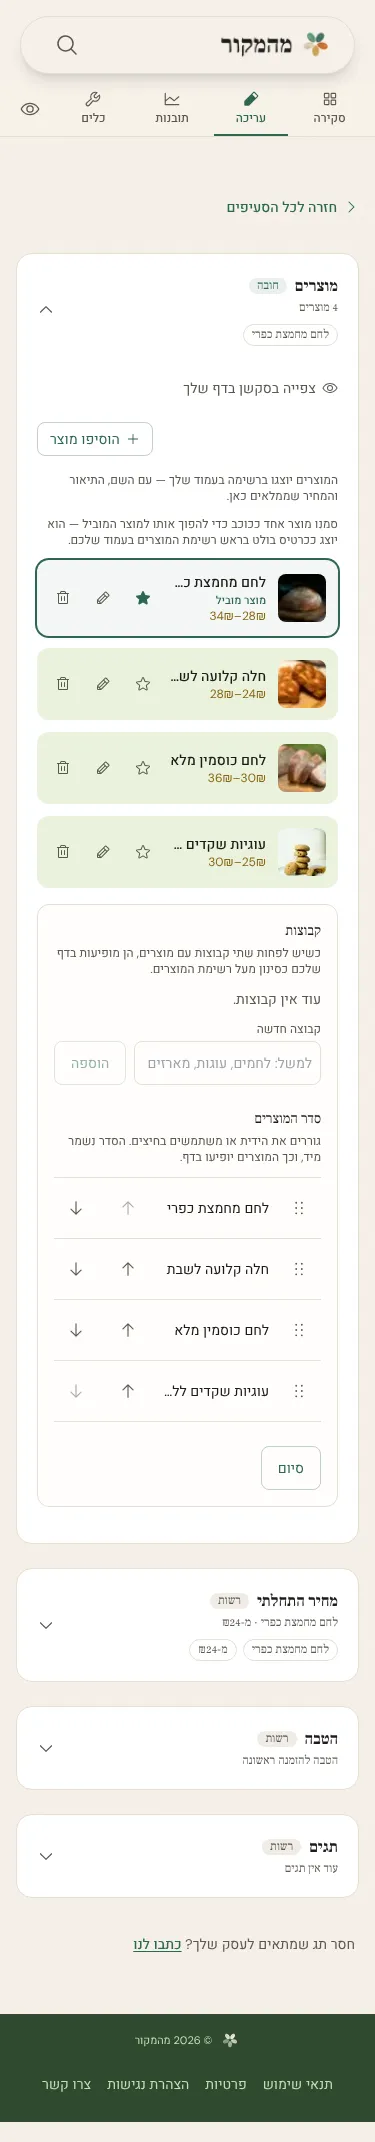 מהמקור
סקירה
עריכה
תובנות
כלים
חזרה לכל הסעיפים
מוצרים חובה
4 מוצרים
לחם מחמצת כפרי
צפייה בסקשן בדף שלך
+ הוסיפו מוצר
המוצרים יוצגו ברשימה בעמוד שלך — עם השם, התיאור
והמחיר שממלאים כאן.
סמנו מוצר אחד ככוכב כדי להפוך אותו למוצר המוביל — הוא
יוצג ככרטיס בולט בראש רשימת המוצרים בעמוד שלכם.
לחם מחמצת כ...
מוצר מוביל
₪28–₪34
חלה קלועה לש...
₪24–₪28
לחם כוסמין מלא
₪30–₪36
עוגיות שקדים ...
₪25–₪30
קבוצות
כשיש לפחות שתי קבוצות עם מוצרים, הן מופיעות בדף
שלכם כסינון מעל רשימת המוצרים.
עוד אין קבוצות.
קבוצה חדשה
למשל: לחמים, עוגות, מארזים
הוספה
סדר המוצרים
גוררים את הידית או משתמשים בחיצים. הסדר נשמר
מיד, וכך המוצרים יופיעו בדף.
לחם מחמצת כפרי
חלה קלועה לשבת
לחם כוסמין מלא
עוגיות שקדים לל...
סיום
מחיר התחלתי רשות
לחם מחמצת כפרי · מ-₪24
לחם מחמצת כפרי
מ-₪24
הטבה רשות
הטבה להזמנה ראשונה
תגים רשות
עוד אין תגים
חסר תג שמתאים לעסק שלך? כתבו לנו
© 2026 מהמקור
תנאי שימוש
פרטיות
הצהרת נגישות
צרו קשר